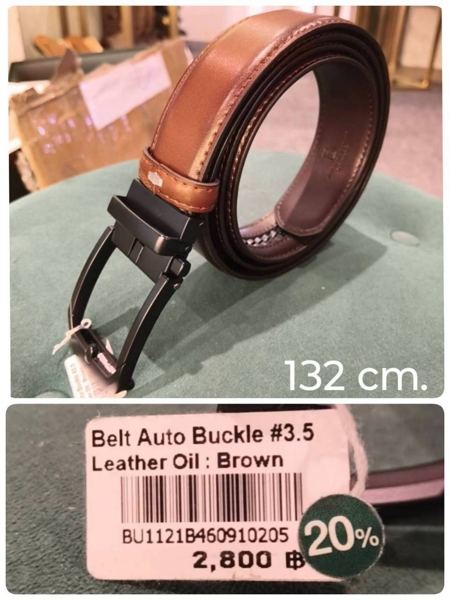 132 cm.
Belt Auto Buckle #3.5
Leather Oil : Brown
BU1121B460910205
2,800 ฿
20%